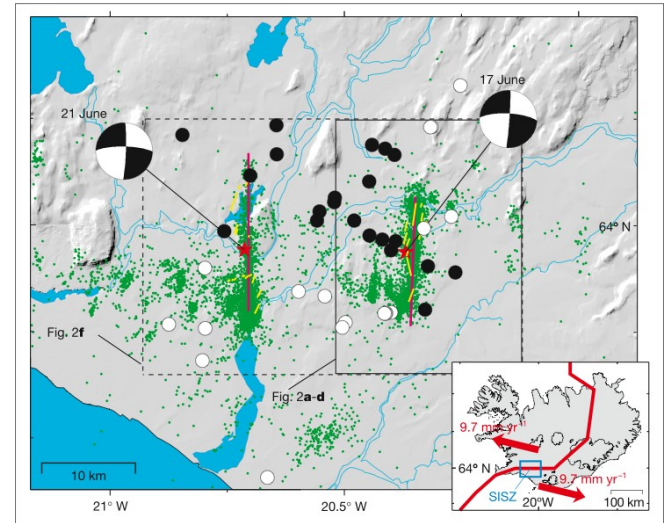 17 June
21 June
64° N
Fig. 2f
Fig. 2a-d
10 km
21° W
20.5° W
9.7 mm yr⁻¹
64° N
9.7 mm yr⁻¹
SISZ
20° W
100 km